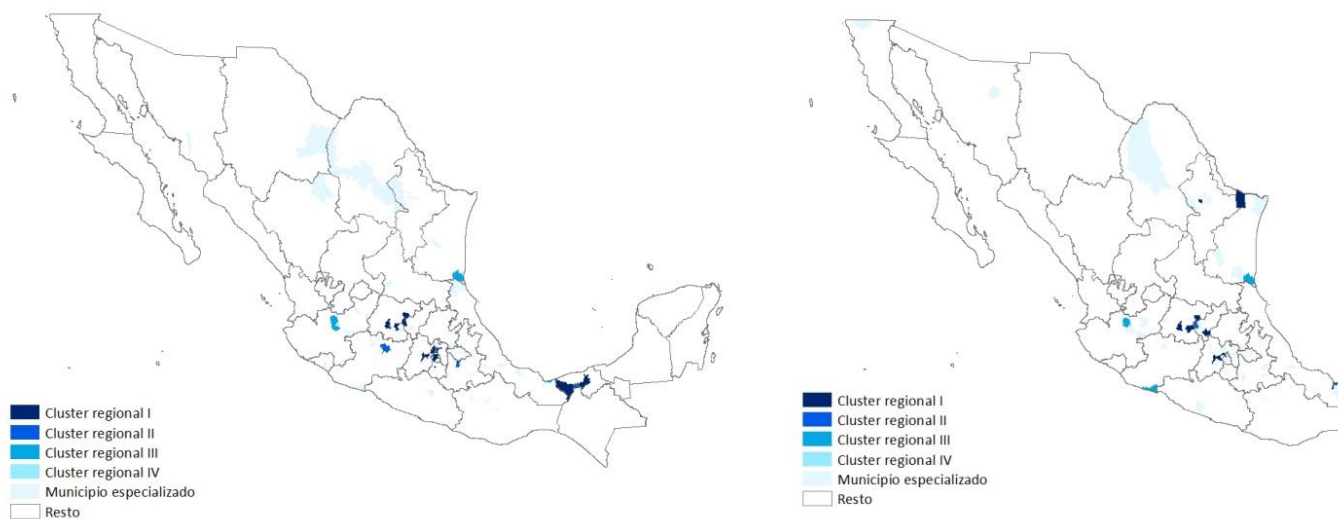 Cluster regional I
Cluster regional II
Cluster regional III
Cluster regional IV
Municipio especializado
Resto
Cluster regional I
Cluster regional II
Cluster regional III
Cluster regional IV
Municipio especializado
Resto